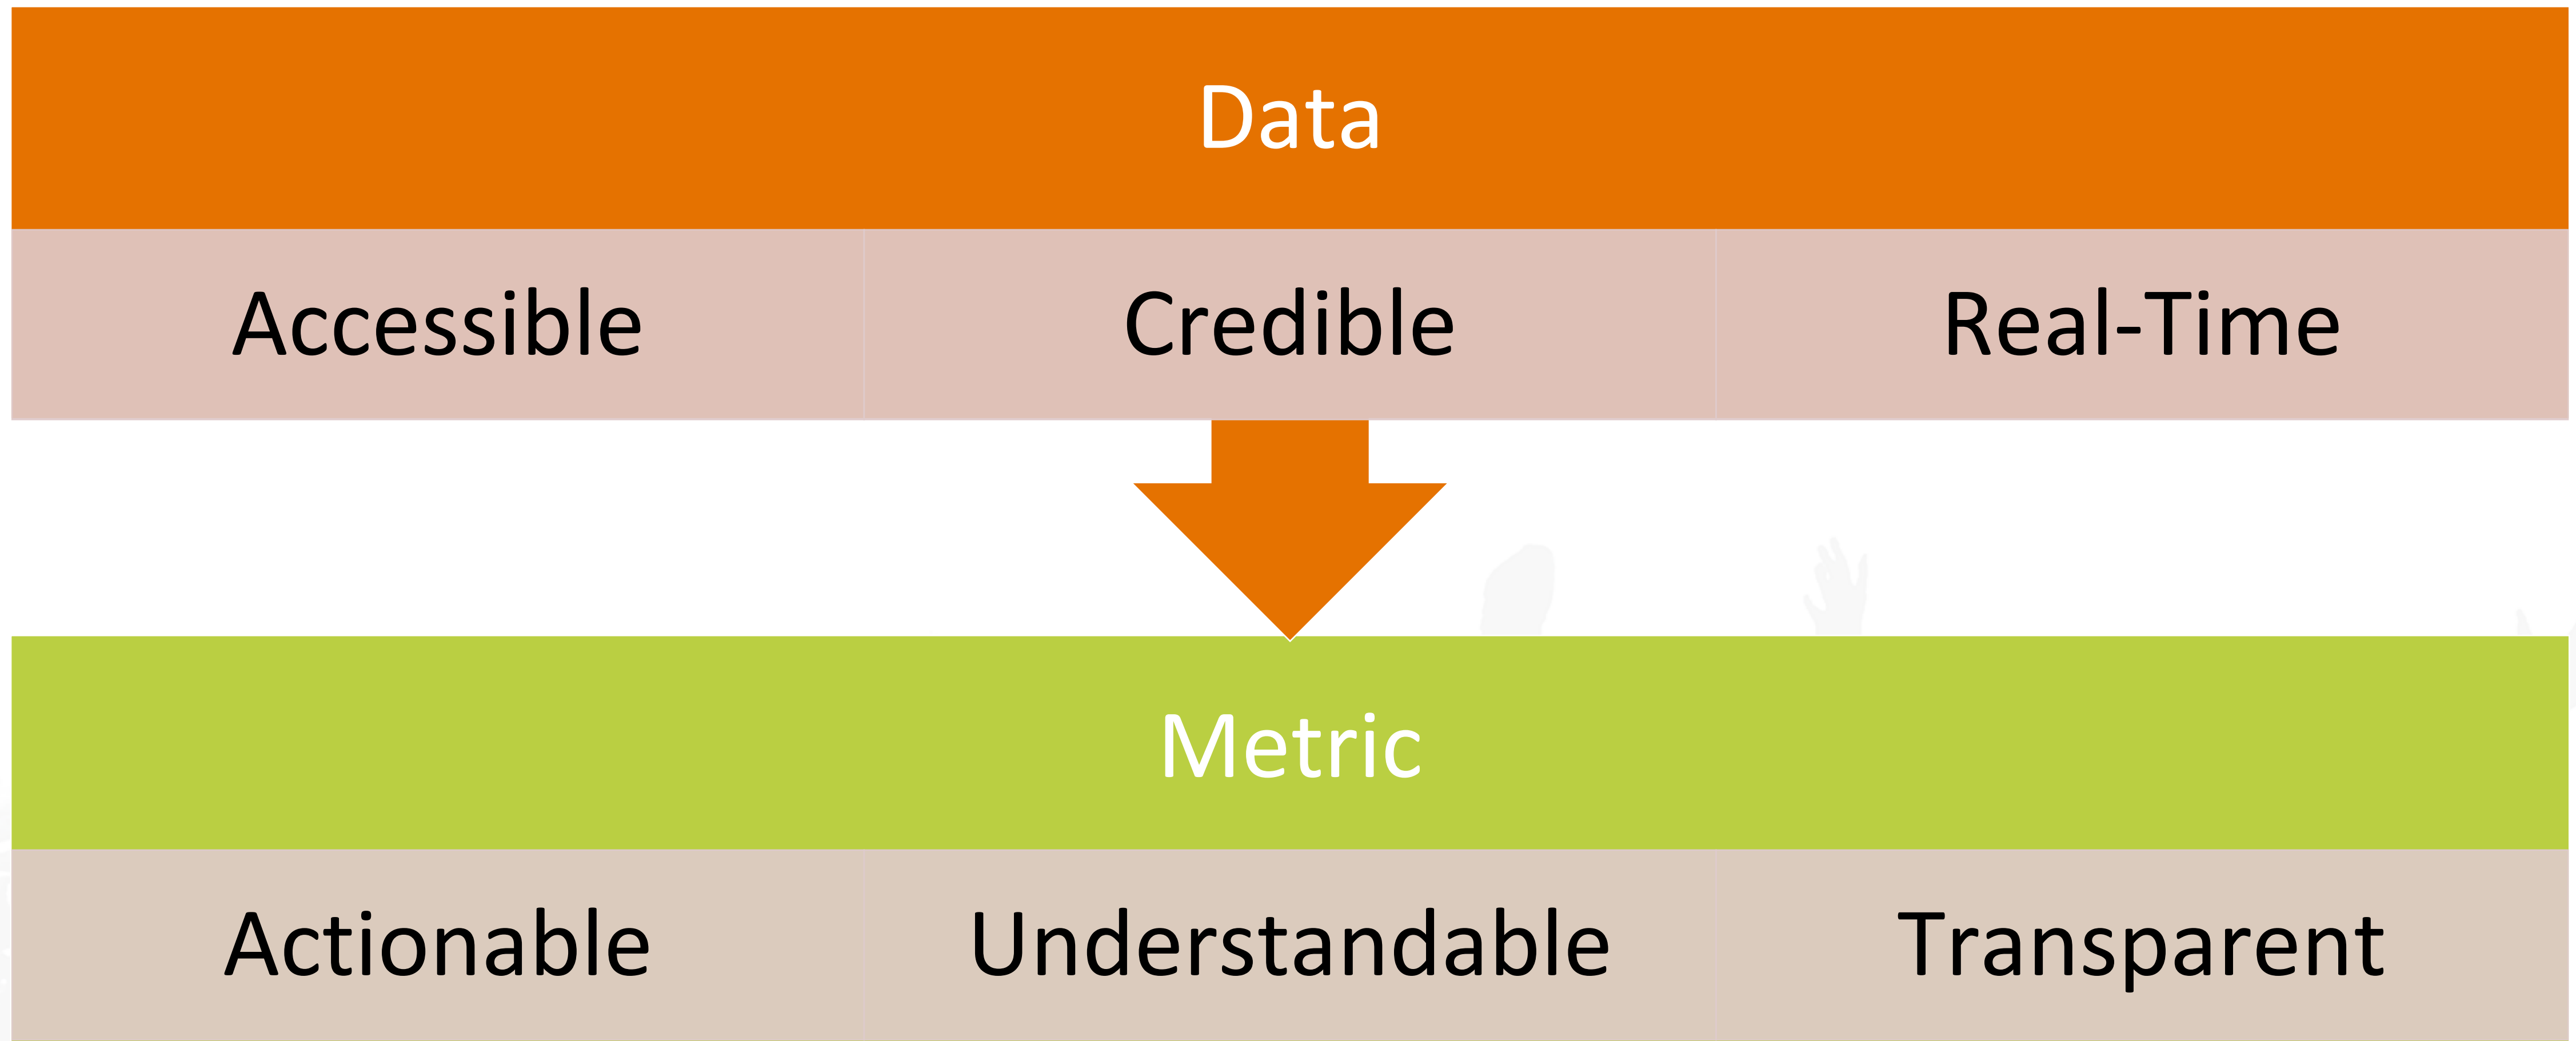 Data
Accessible Credible Real-Time
Metric
Actionable Understandable Transparent